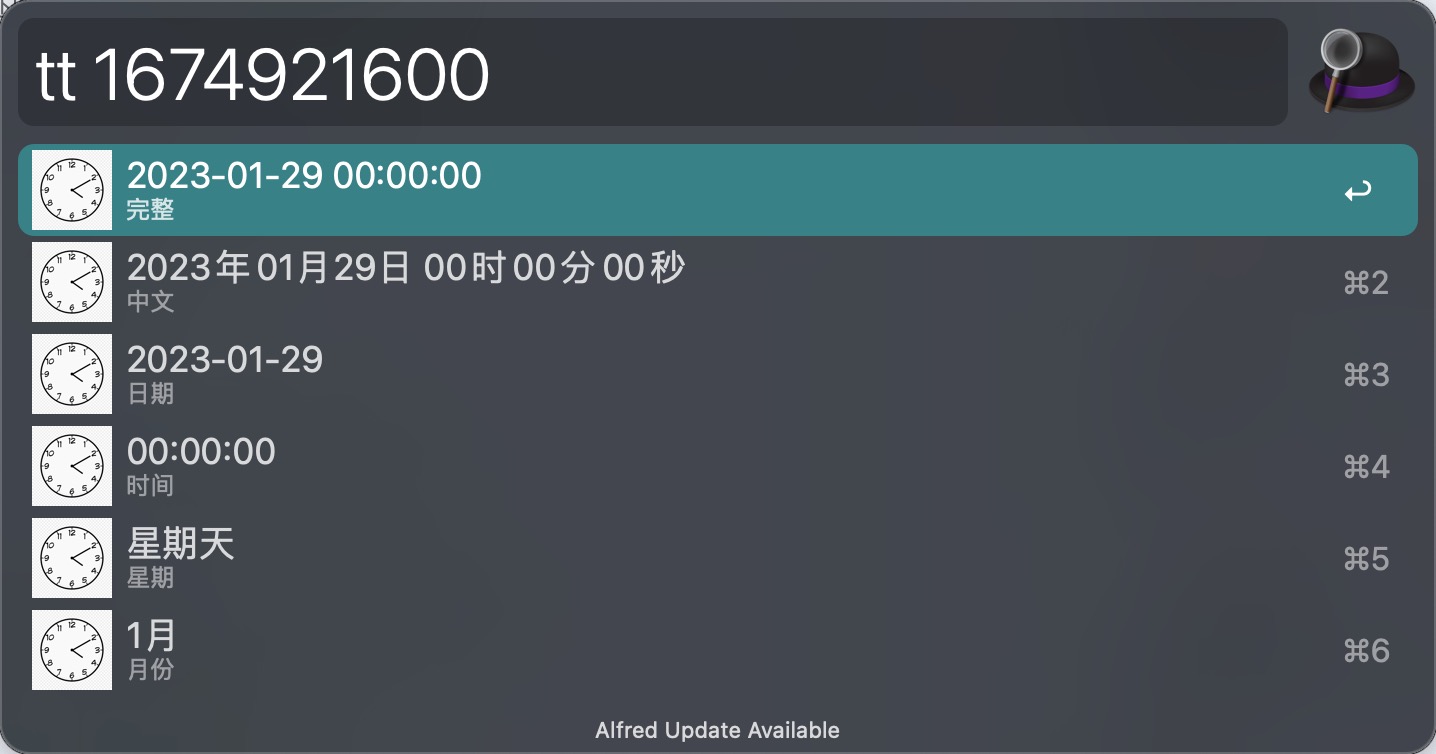 tt 1674921600
2023-01-29 00:00:00
完整
2023年01月29日 00时00分00秒
中文
⌘2
2023-01-29
日期
⌘3
00:00:00
时间
⌘4
星期天
星期
⌘5
1月
月份
⌘6
Alfred Update Available